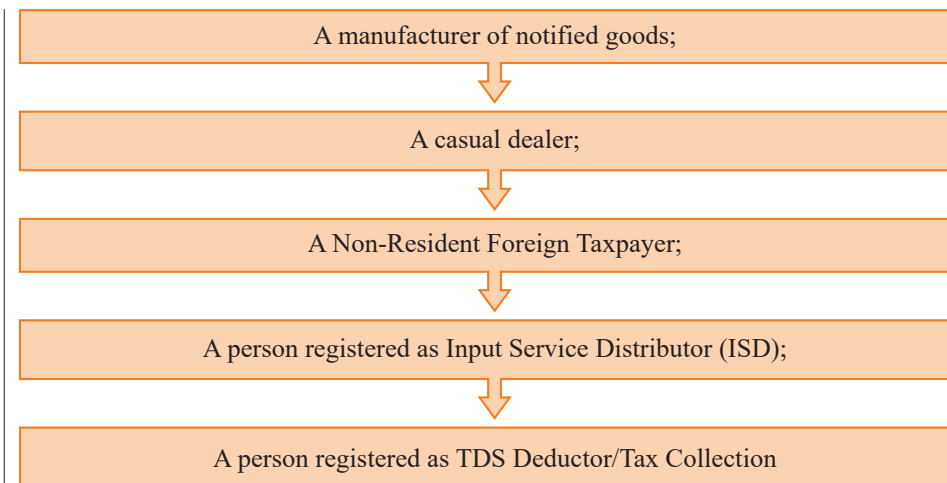 A manufacturer of notified goods;
A casual dealer;
A Non-Resident Foreign Taxpayer;
A person registered as Input Service Distributor (ISD);
A person registered as TDS Deductor/Tax Collection